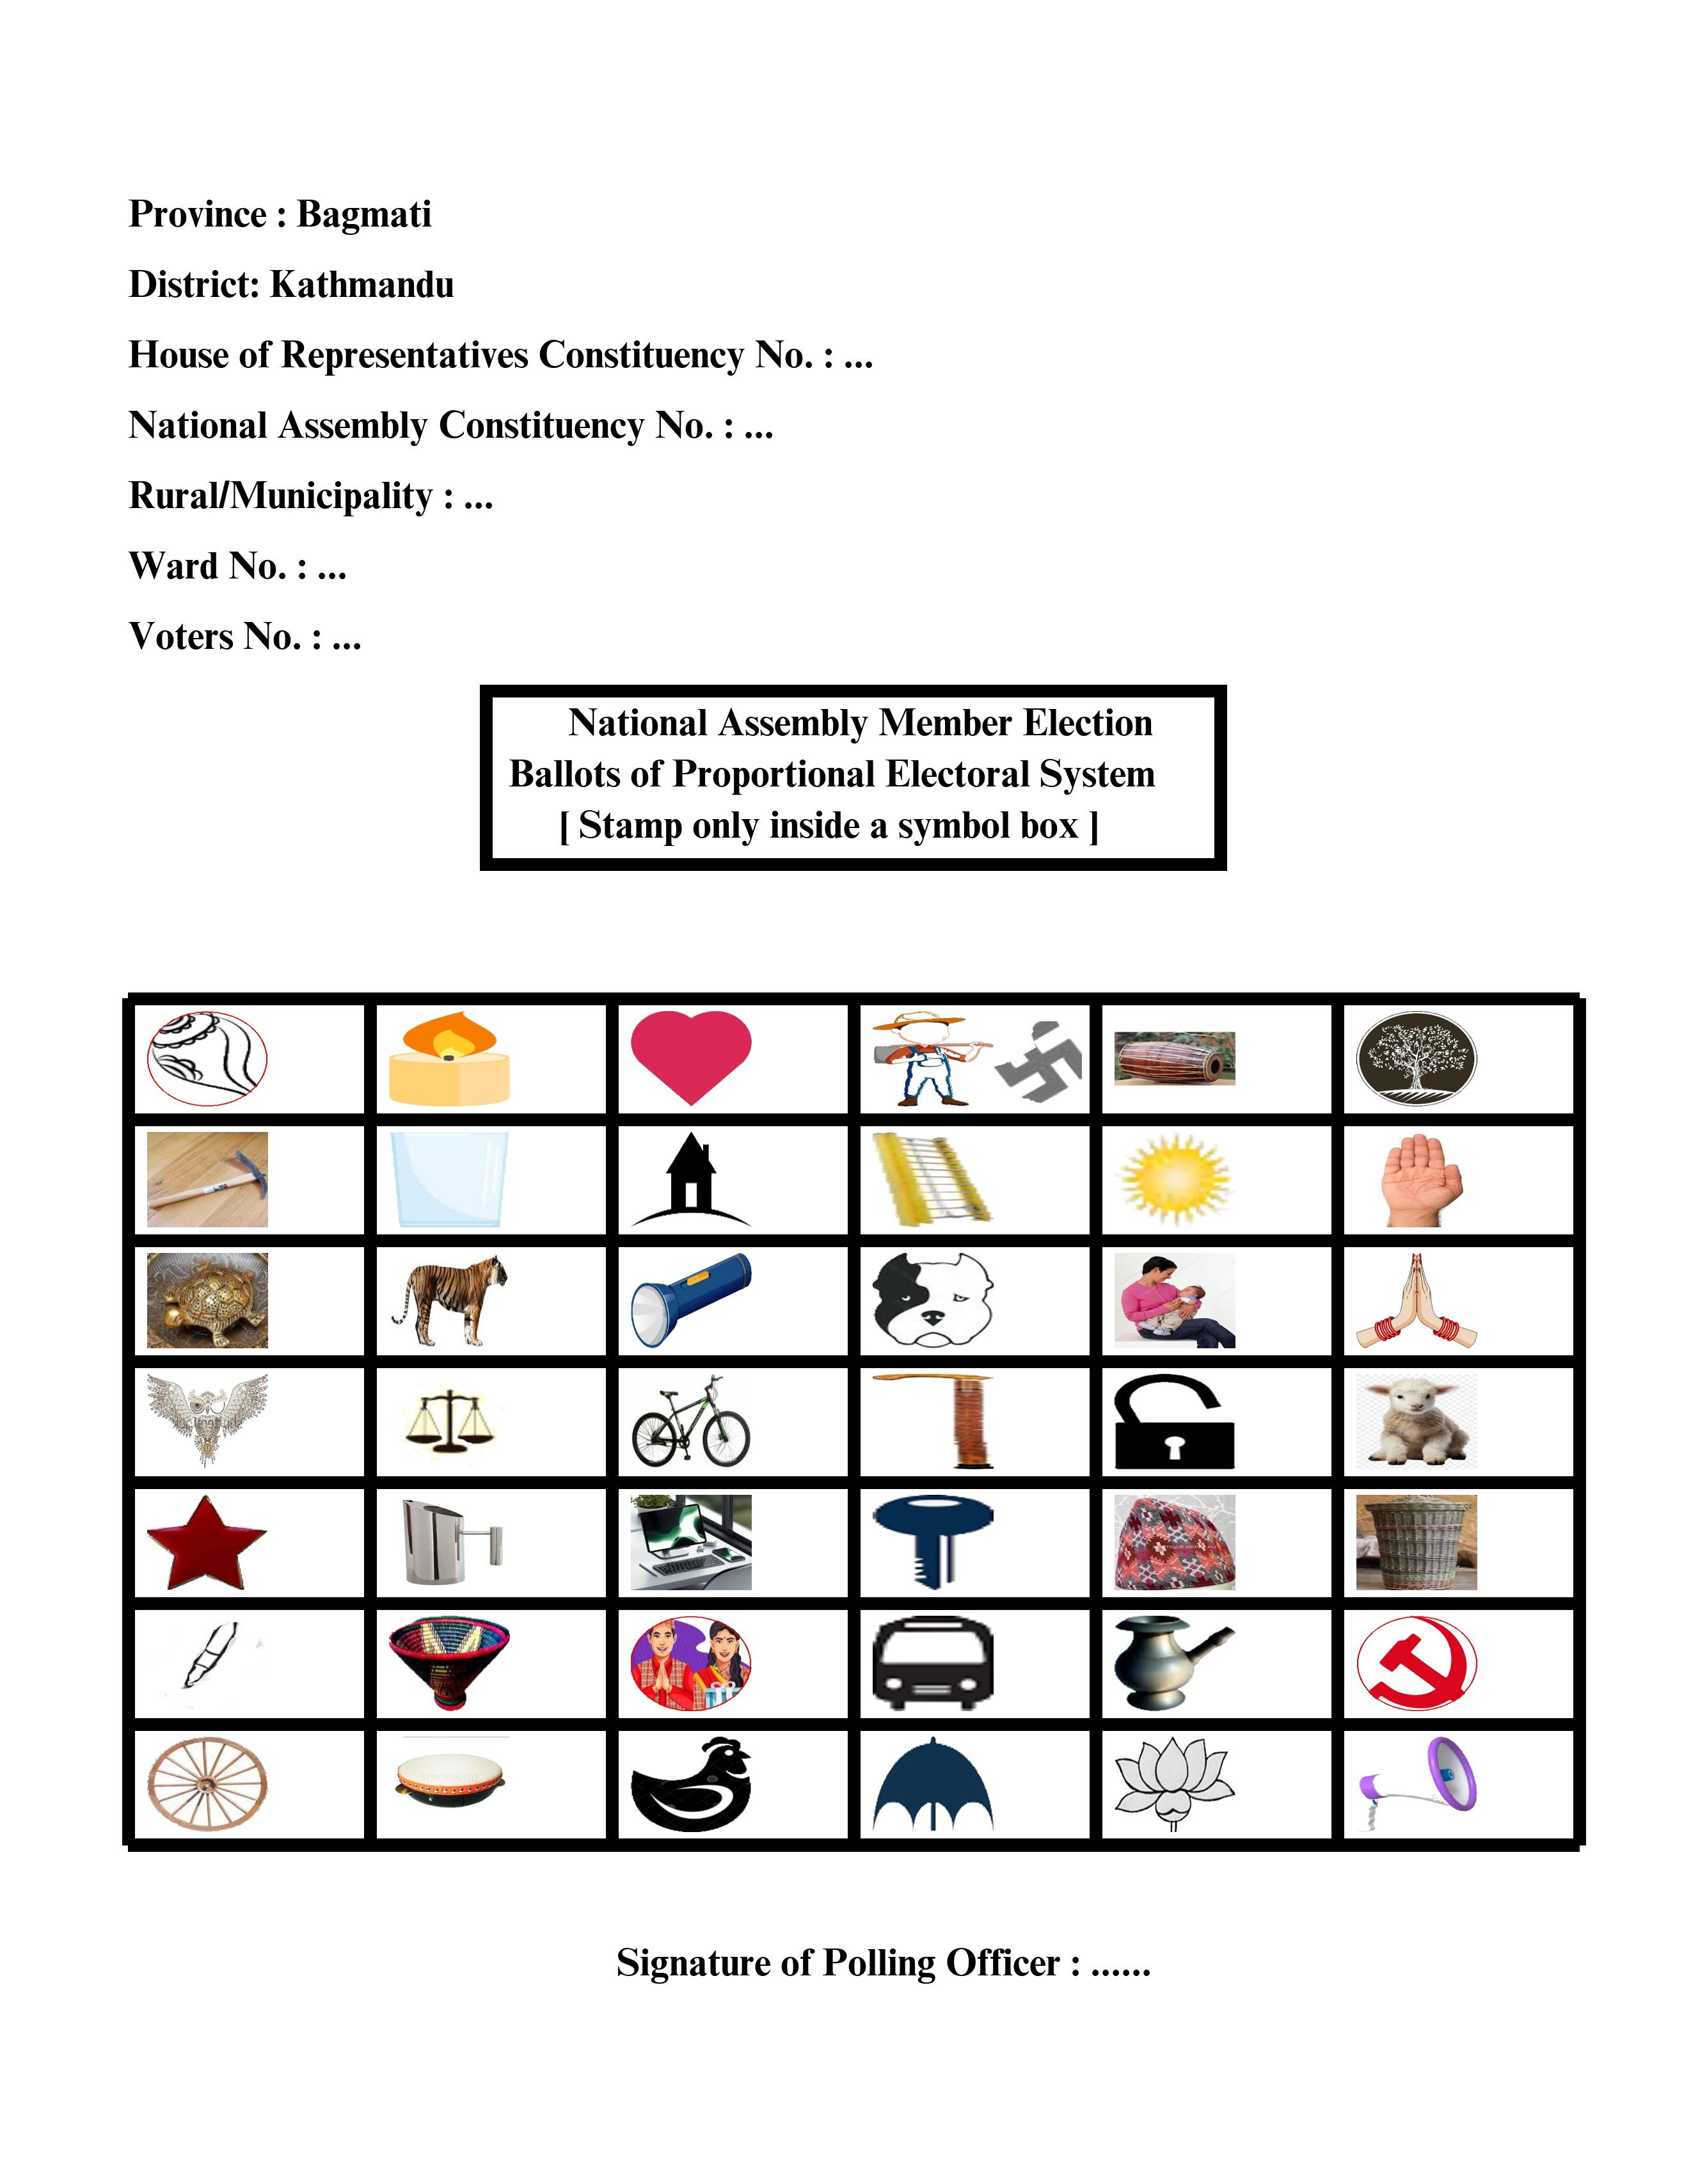 Province : Bagmati
District: Kathmandu
House of Representatives Constituency No. : ...
National Assembly Constituency No. : ...
Rural/Municipality : ...
Ward No. : ...
Voters No. : ...
National Assembly Member Election
Ballots of Proportional Electoral System
[ Stamp only inside a symbol box ]
Signature of Polling Officer : ......